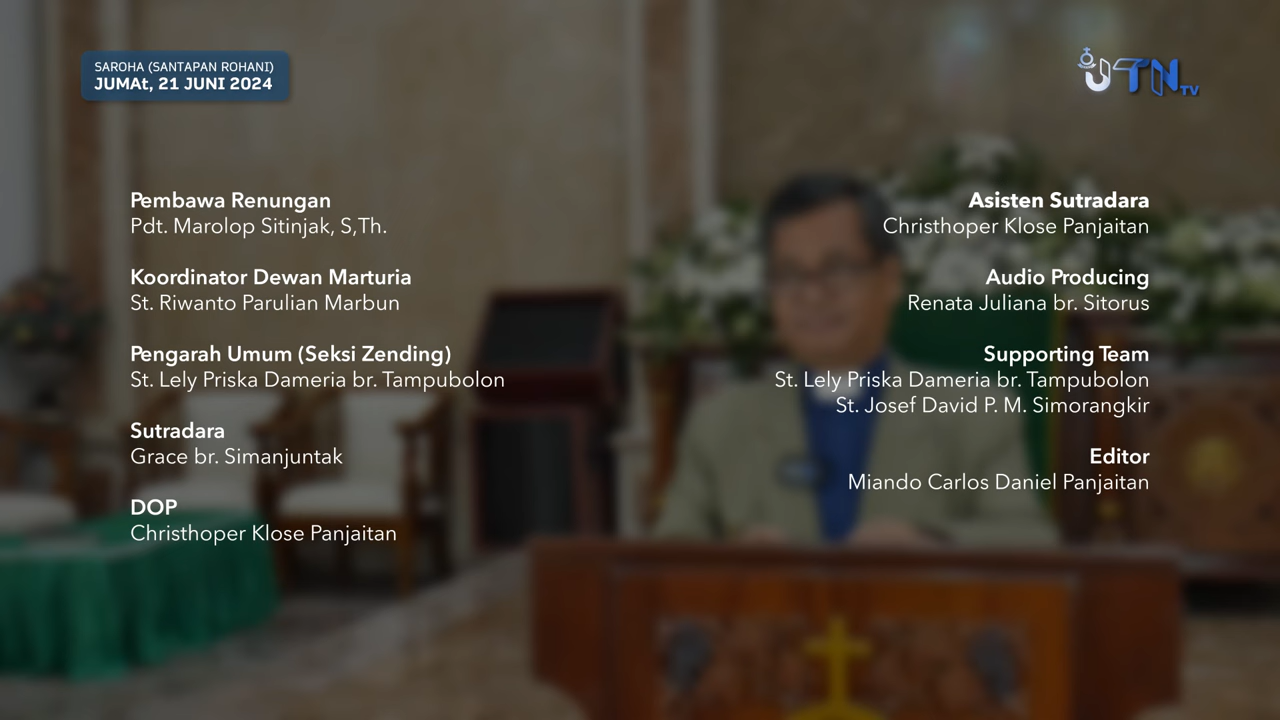 SAROHA (SANTAPAN ROHANI)
JUMAt, 21 JUNI 2024
UTN TV
Pembawa Renungan
Pdt. Marolop Sitinjak, S,Th.
Koordinator Dewan Marturia
St. Riwanto Parulian Marbun
Pengarah Umum (Seksi Zending)
St. Lely Priska Dameria br. Tampubolon
Sutradara
Grace br. Simanjuntak
DOP
Christhoper Klose Panjaitan
Asisten Sutradara
Christhoper Klose Panjaitan
Audio Producing
Renata Juliana br. Sitorus
Supporting Team
St. Lely Priska Dameria br. Tampubolon
St. Josef David P. M. Simorangkir
Editor
Miando Carlos Daniel Panjaitan